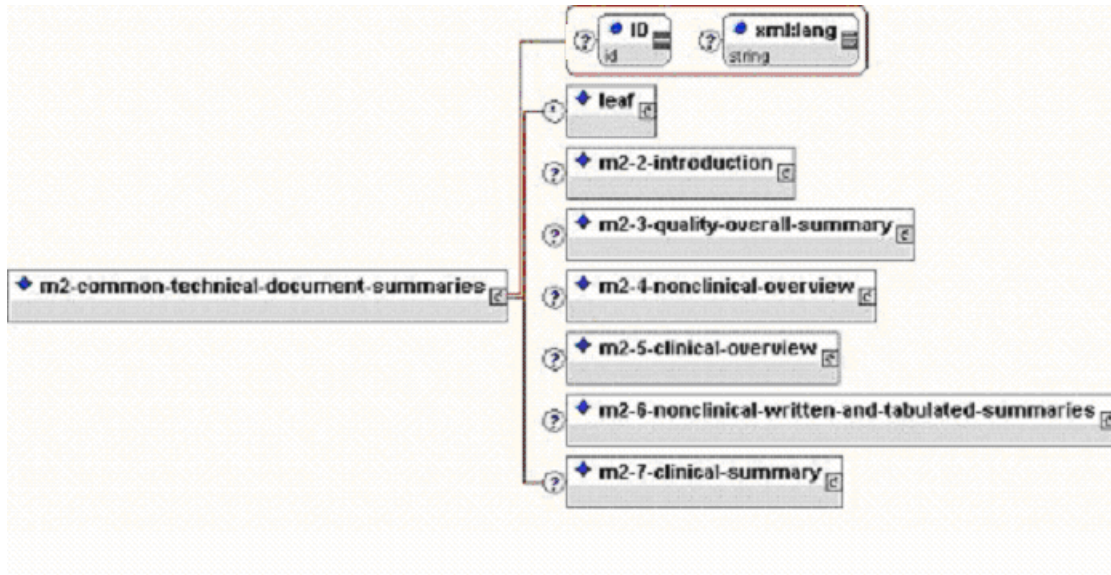 ? ID ? xml:lang
id string
* leaf
? m2-2-introduction
? m2-3-quality-overall-summary
m2-common-technical-document-summaries
? m2-4-nonclinical-overview
? m2-5-clinical-overview
? m2-6-nonclinical-written-and-tabulated-summaries
? m2-7-clinical-summary